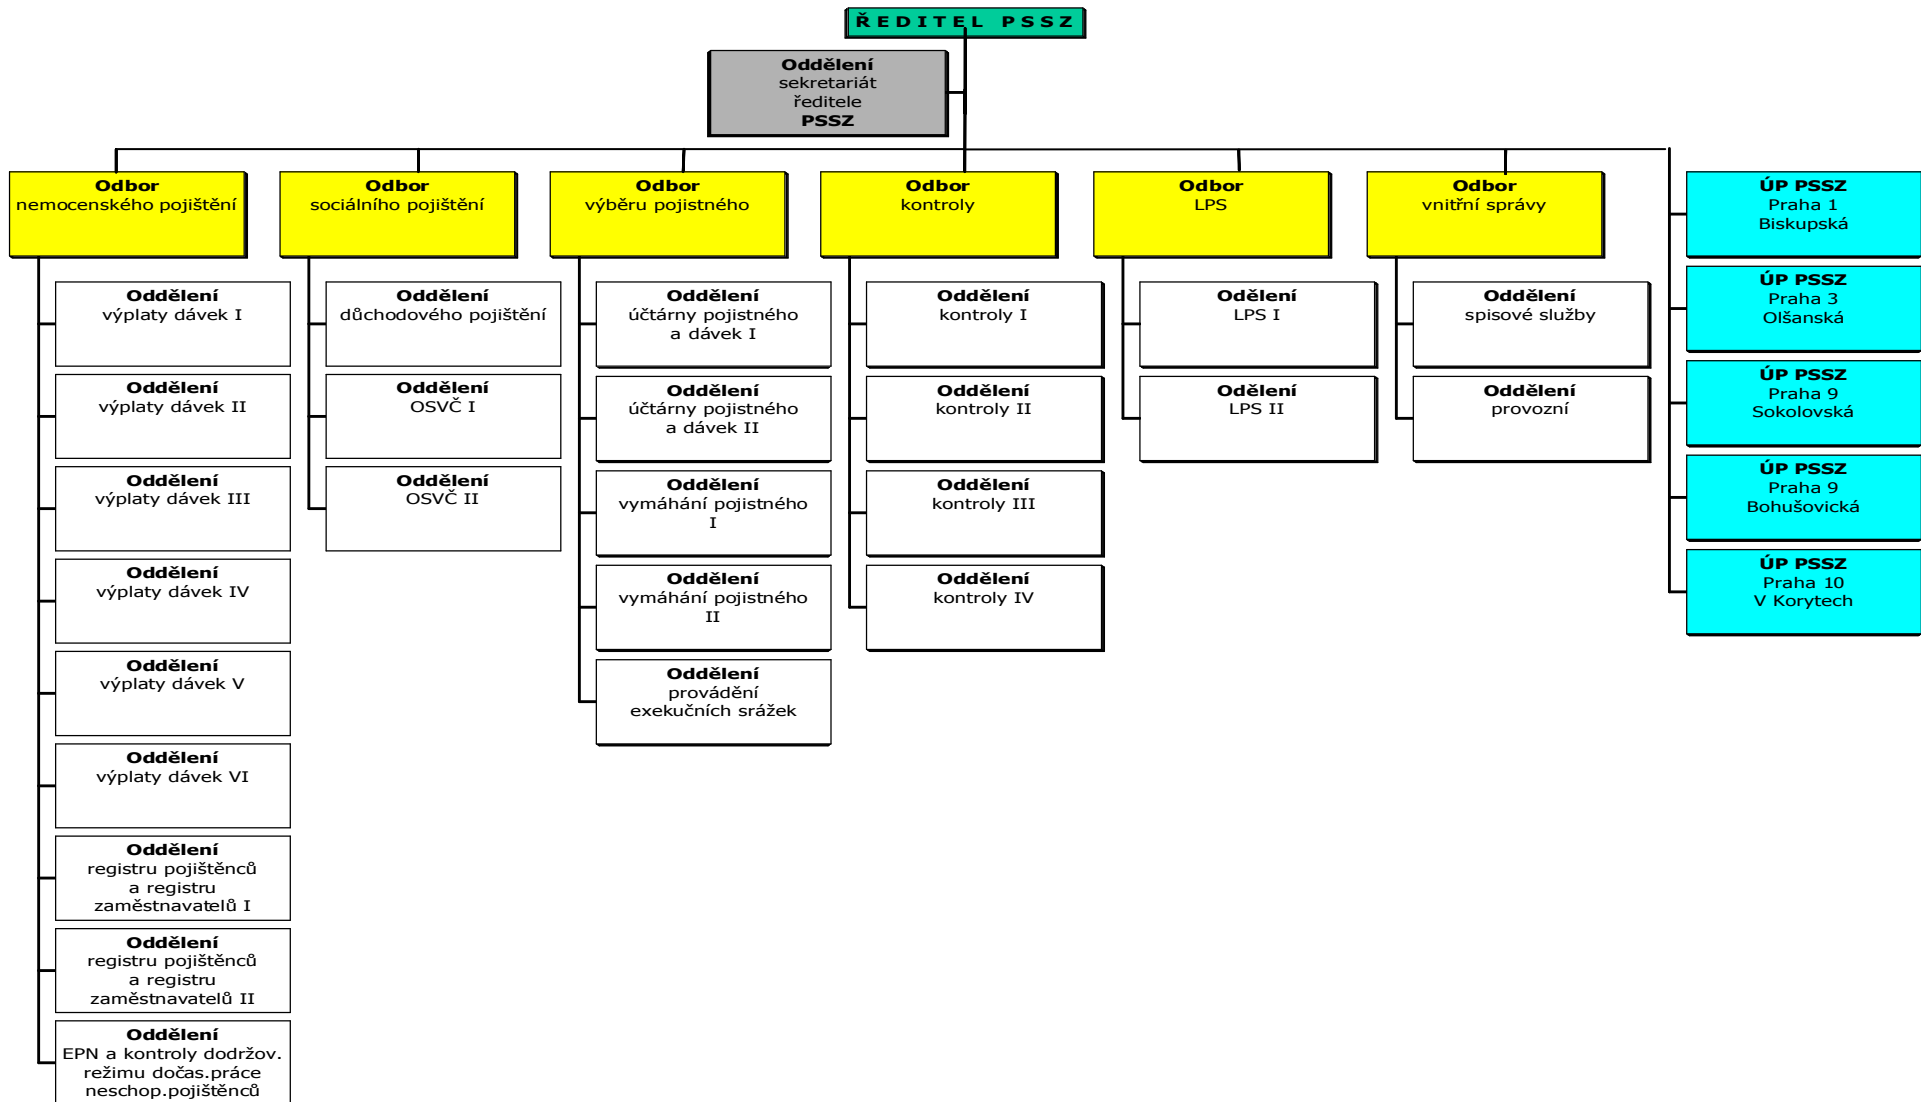 ŘEDITEL PSSZ
Oddělení
sekretariát
ředitele
PSSZ
Odbor
nemocenského pojištění
Oddělení
výplaty dávek I
Oddělení
výplaty dávek II
Oddělení
výplaty dávek III
Oddělení
výplaty dávek IV
Oddělení
výplaty dávek V
Oddělení
výplaty dávek VI
Oddělení
registru pojištěnců
a registru
zaměstnavatelů I
Oddělení
registru pojištěnců
a registru
zaměstnavatelů II
Oddělení
EPN a kontroly dodržov.
režimu dočas.práce
neschop.pojištěnců
Odbor
sociálního pojištění
Oddělení
důchodového pojištění
Oddělení
OSVČ I
Oddělení
OSVČ II
Odbor
výběru pojistného
Oddělení
účtárny pojistného
a dávek I
Oddělení
účtárny pojistného
a dávek II
Oddělení
vymáhání pojistného
I
Oddělení
vymáhání pojistného
II
Oddělení
provádění
exekučních srážek
Odbor
kontroly
Oddělení
kontroly I
Oddělení
kontroly II
Oddělení
kontroly III
Oddělení
kontroly IV
Odbor
LPS
Odělení
LPS I
Odělení
LPS II
Odbor
vnitřní správy
Oddělení
spisové služby
Oddělení
provozní
ÚP PSSZ
Praha 1
Biskupská
ÚP PSSZ
Praha 3
Olšanská
ÚP PSSZ
Praha 9
Sokolovská
ÚP PSSZ
Praha 9
Bohušovická
ÚP PSSZ
Praha 10
V Korytech